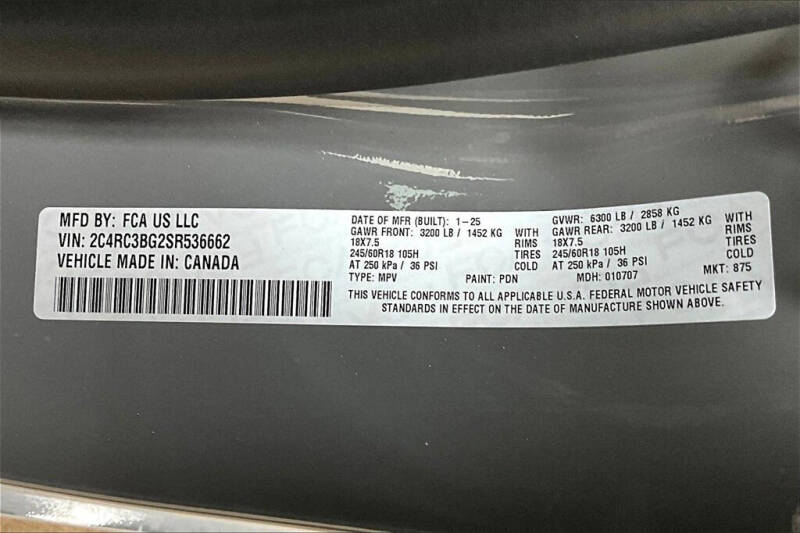 MFD BY: FCA US LLC
VIN: 2C4RC3BG2SR536662
VEHICLE MADE IN: CANADA
DATE OF MFR (BUILT): 1-25
GAWR FRONT: 3200 LB / 1452 KG WITH
18X7.5 RIMS
245/60R18 105H TIRES
AT 250 kPa / 36 PSI COLD
TYPE: MPV PAINT: PDN
GVWR: 6300 LB / 2858 KG
GAWR REAR: 3200 LB / 1452 KG WITH
18X7.5 RIMS
245/60R18 105H TIRES
AT 250 kPa / 36 PSI COLD
MDH: 010707 MKT: 875
THIS VEHICLE CONFORMS TO ALL APPLICABLE U.S.A. FEDERAL MOTOR VEHICLE SAFETY
STANDARDS IN EFFECT ON THE DATE OF MANUFACTURE SHOWN ABOVE.